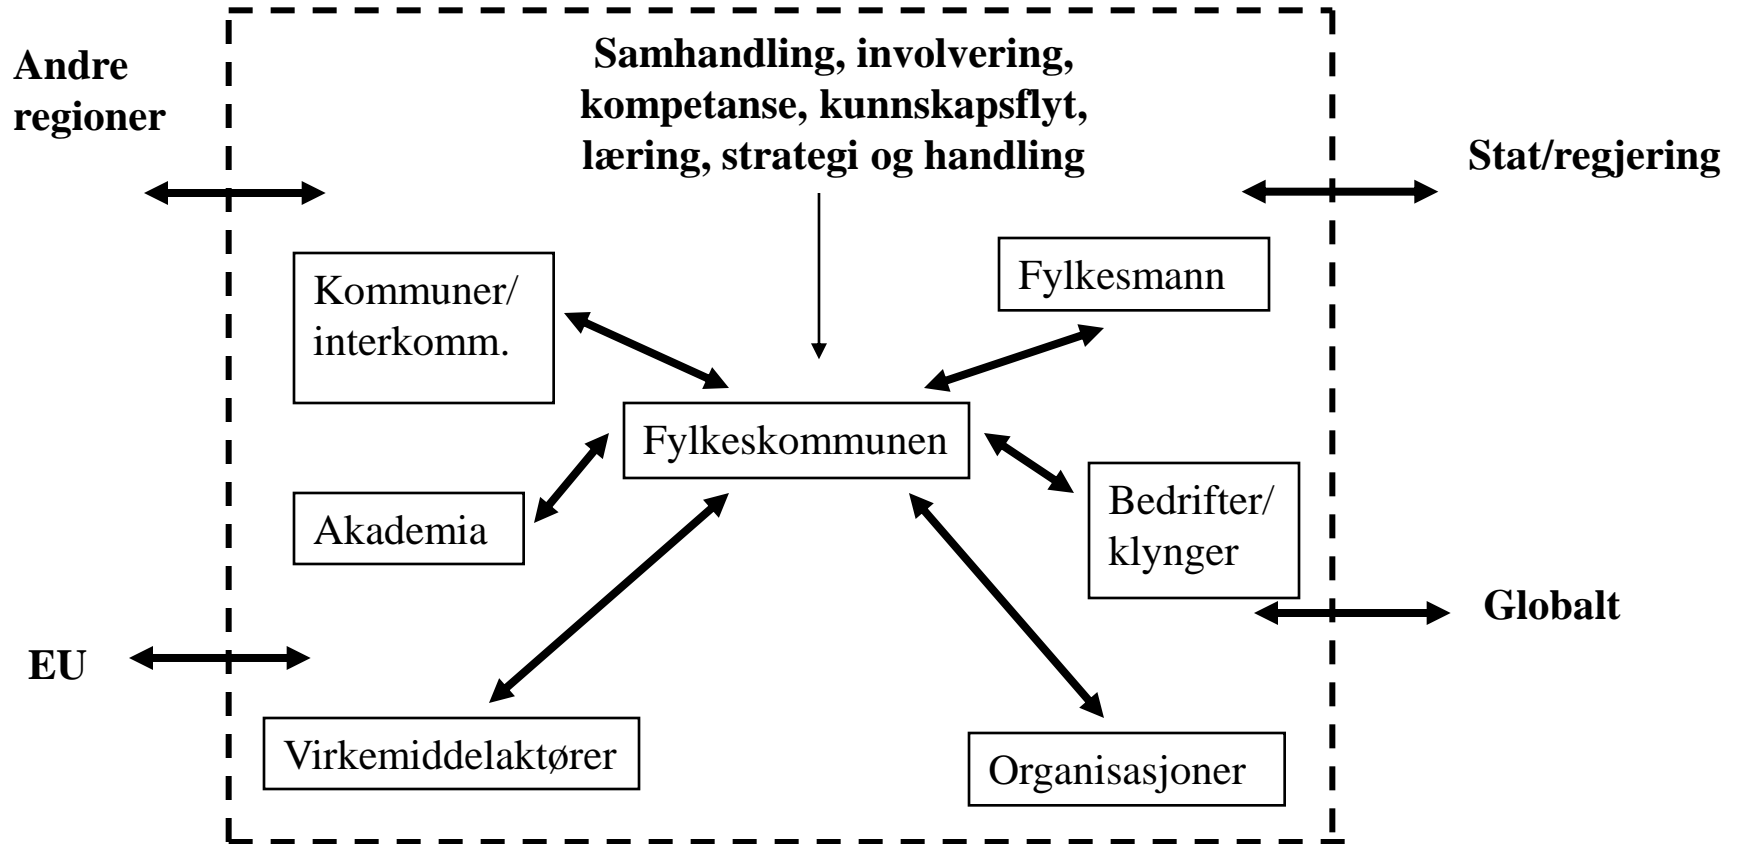 Andre
regioner
Samhandling, involvering,
kompetanse, kunnskapsflyt,
læring, strategi og handling
Stat/regjering
Kommuner/
interkomm.
Fylkesmann
Fylkeskommunen
Akademia
Bedrifter/
klynger
Globalt
EU
Virkemiddelaktører
Organisasjoner